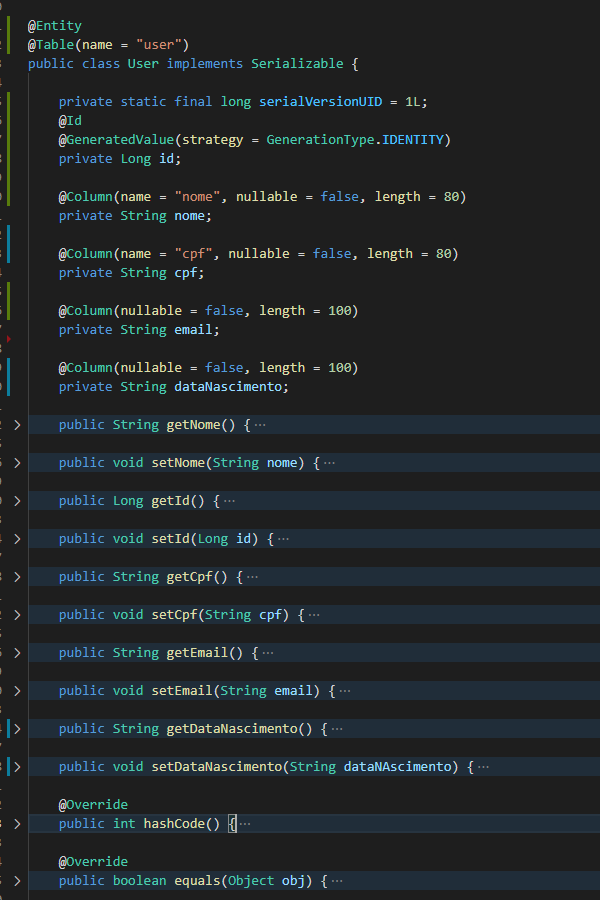 @Entity
@Table(name = "user")
public class User implements Serializable {
private static final long serialVersionUID = 1L;
@Id
@GeneratedValue(strategy = GenerationType.IDENTITY)
private Long id;
@Column(name = "nome", nullable = false, length = 80)
private String nome;
@Column(name = "cpf", nullable = false, length = 80)
private String cpf;
@Column(nullable = false, length = 100)
private String email;
@Column(nullable = false, length = 100)
private String dataNascimento;
public String getNome() {···
public void setNome(String nome) {···
public Long getId() {···
public void setId(Long id) {···
public String getCpf() {···
public void setCpf(String cpf) {···
public String getEmail() {···
public void setEmail(String email) {···
public String getDataNascimento() {···
public void setDataNascimento(String dataNAscimento) {···
@Override
public int hashCode() {···
@Override
public boolean equals(Object obj) {···